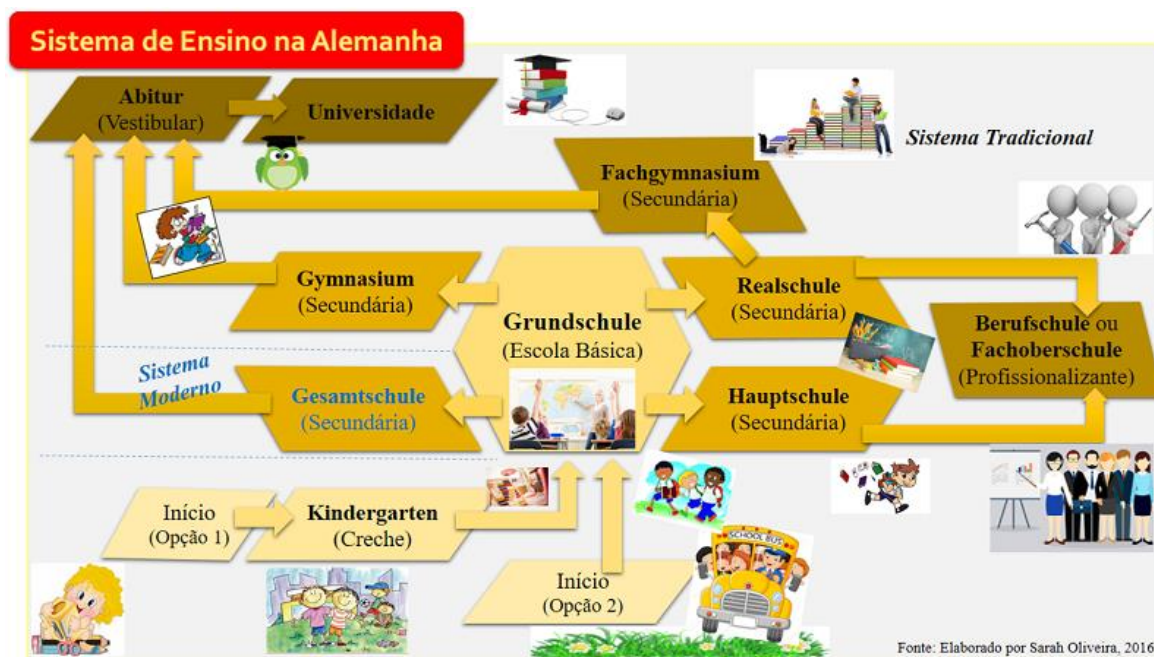 Sistema de Ensino na Alemanha
Abitur
(Vestibular)
Universidade
Sistema Tradicional
Fachgymnasium
(Secundária)
Gymnasium
(Secundária)
Grundschule
(Escola Básica)
Realschule
(Secundária)
Berufschule ou
Fachoberschule
(Profissionalizante)
Sistema
Moderno
Gesamtschule
(Secundária)
Hauptschule
(Secundária)
Início
(Opção 1)
Kindergarten
(Creche)
SCHOOL BUS
Início
(Opção 2)
Fonte: Elaborado por Sarah Oliveira, 2016